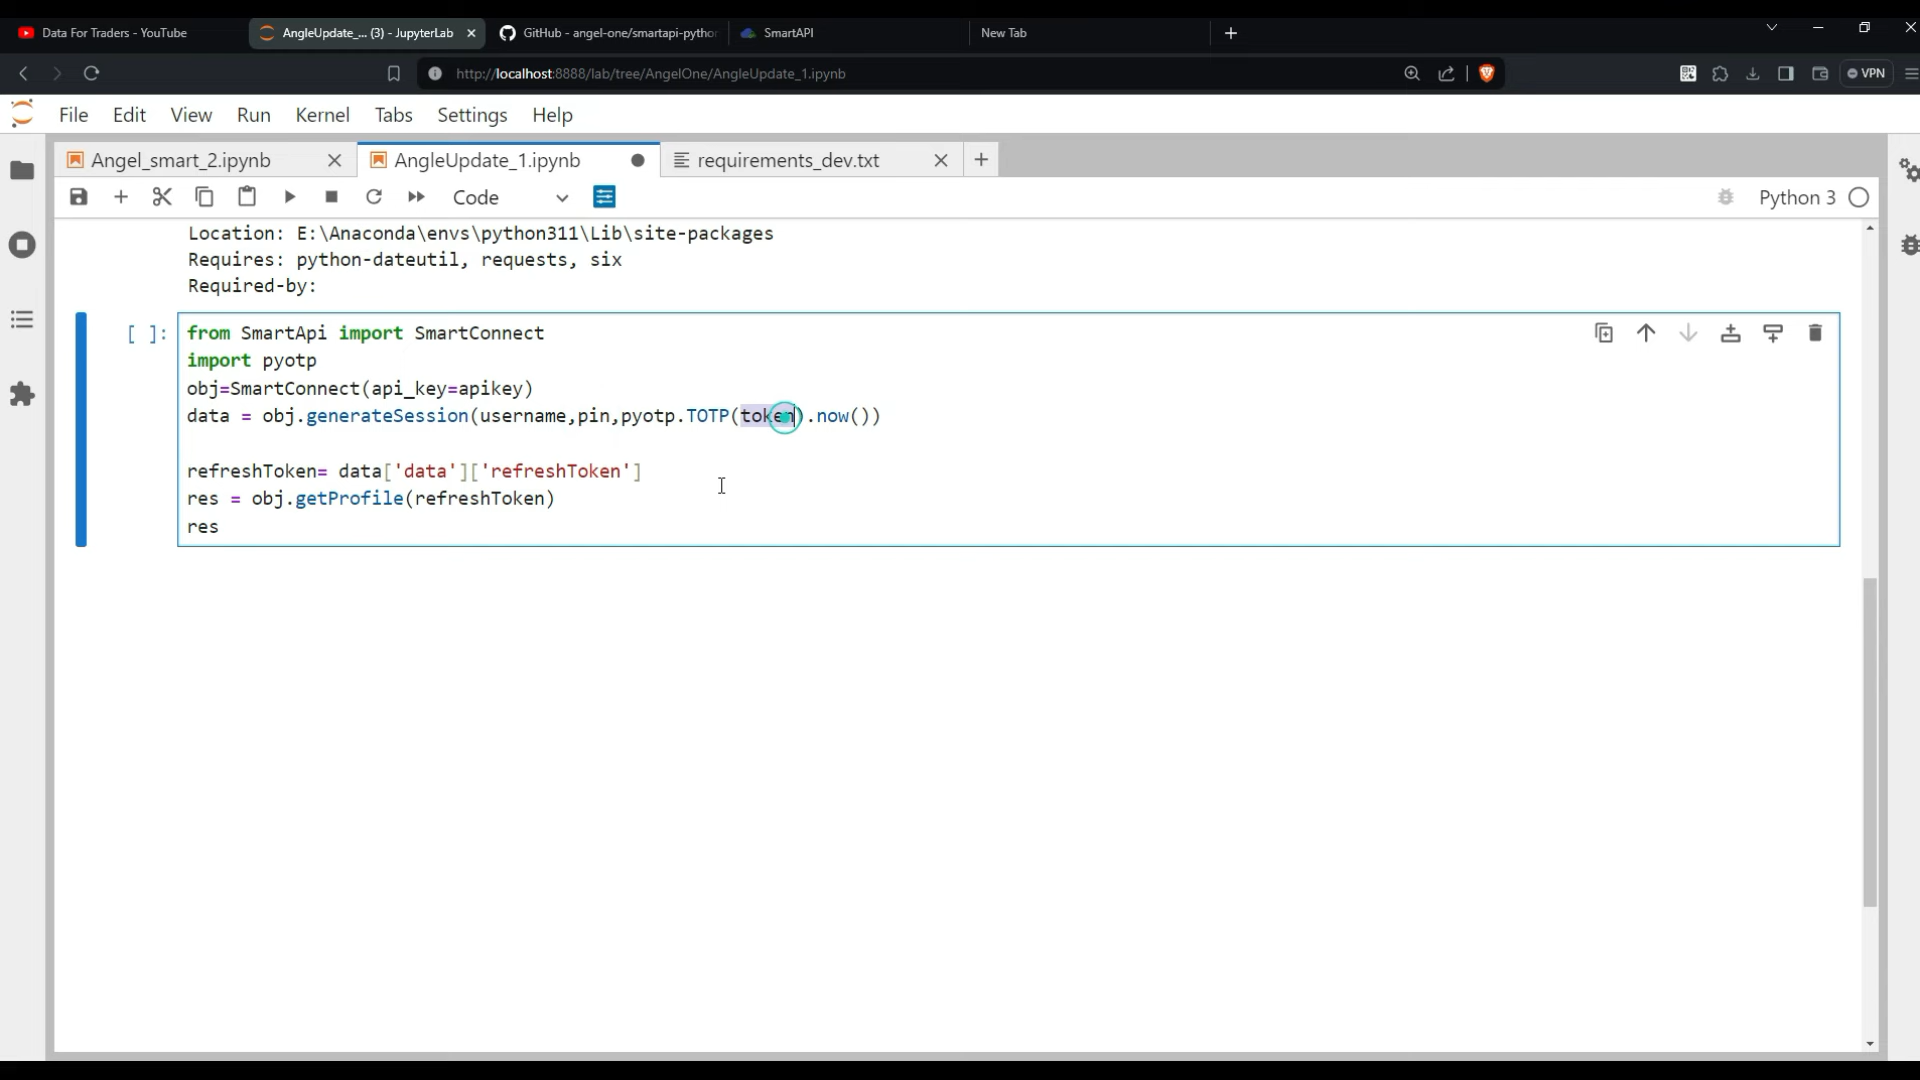 Data For Traders - YouTube
AngleUpdate_... (3) - JupyterLab
GitHub - angel-one/smartapi-python
SmartAPI
New Tab
http://localhost:8888/lab/tree/AngelOne/AngleUpdate_1.ipynb
VPN
File Edit View Run Kernel Tabs Settings Help
Angel_smart_2.ipynb
AngleUpdate_1.ipynb
requirements_dev.txt
Code
Python 3
Location: E:\Anaconda\envs\python311\Lib\site-packages
Requires: python-dateutil, requests, six
Required-by:
[ ]: from SmartApi import SmartConnect
import pyotp
obj=SmartConnect(api_key=apikey)
data = obj.generateSession(username,pin,pyotp.TOTP(token).now())
refreshToken= data['data']['refreshToken']
res = obj.getProfile(refreshToken)
res